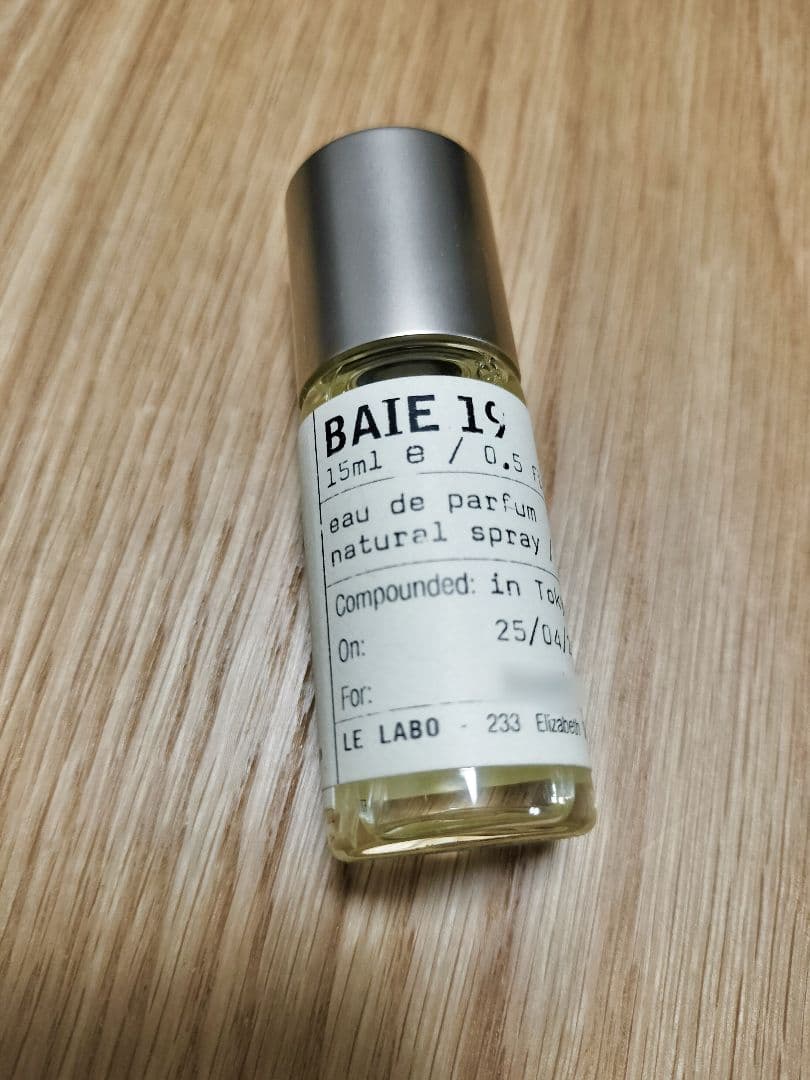 BAIE 19
15ml e / 0.5
eau de parfum
natural spray
Compounded: in
On: 25/04/
For:
LE LABO - 233 Elizabeth